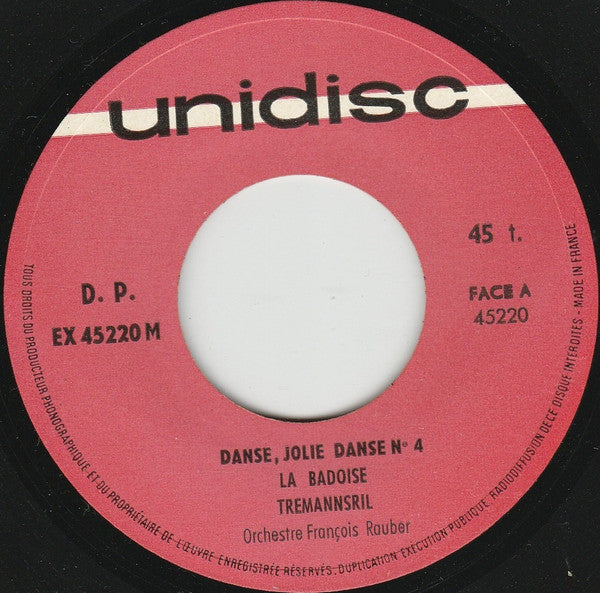 unidisc
D. P.
EX 45220 M
45 t.
FACE A
45220
DANSE, JOLIE DANSE Nº 4
LA BADOISE
TREMANNSRIL
Orchestre François Rauber
TOUS DROITS DU PRODUCTEUR PHONOGRAPHIQUE ET DU PROPRIÉTAIRE DE L'ŒUVRE ENREGISTRÉE RÉSERVÉS. DUPLICATION EXÉCUTION PUBLIQUE RADIODIFFUSION DE CE DISQUE INTERDITES - MADE IN FRANCE